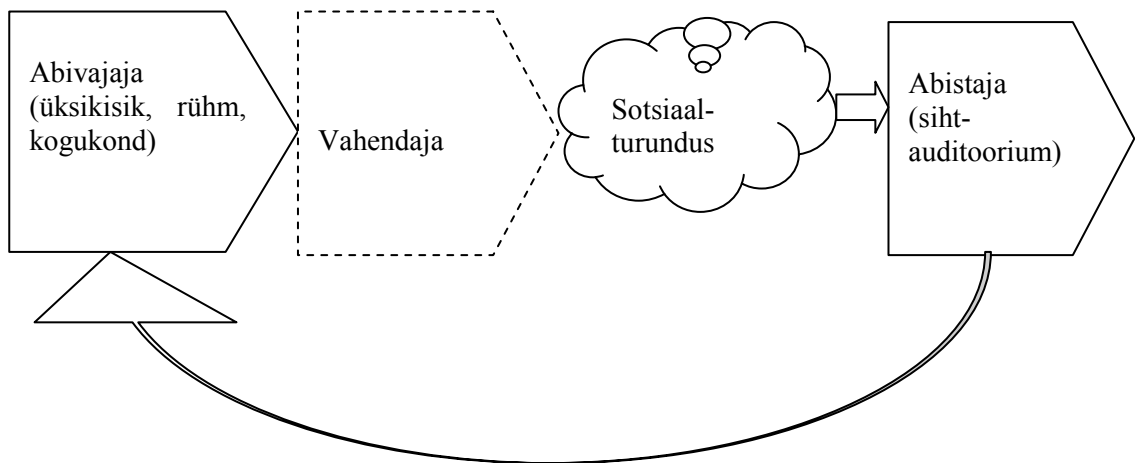 Abivajaja
(üksikisik, rühm,
kogukond)
Vahendaja
Sotsiaal-
turundus
Abistaja
(siht-
auditoorium)